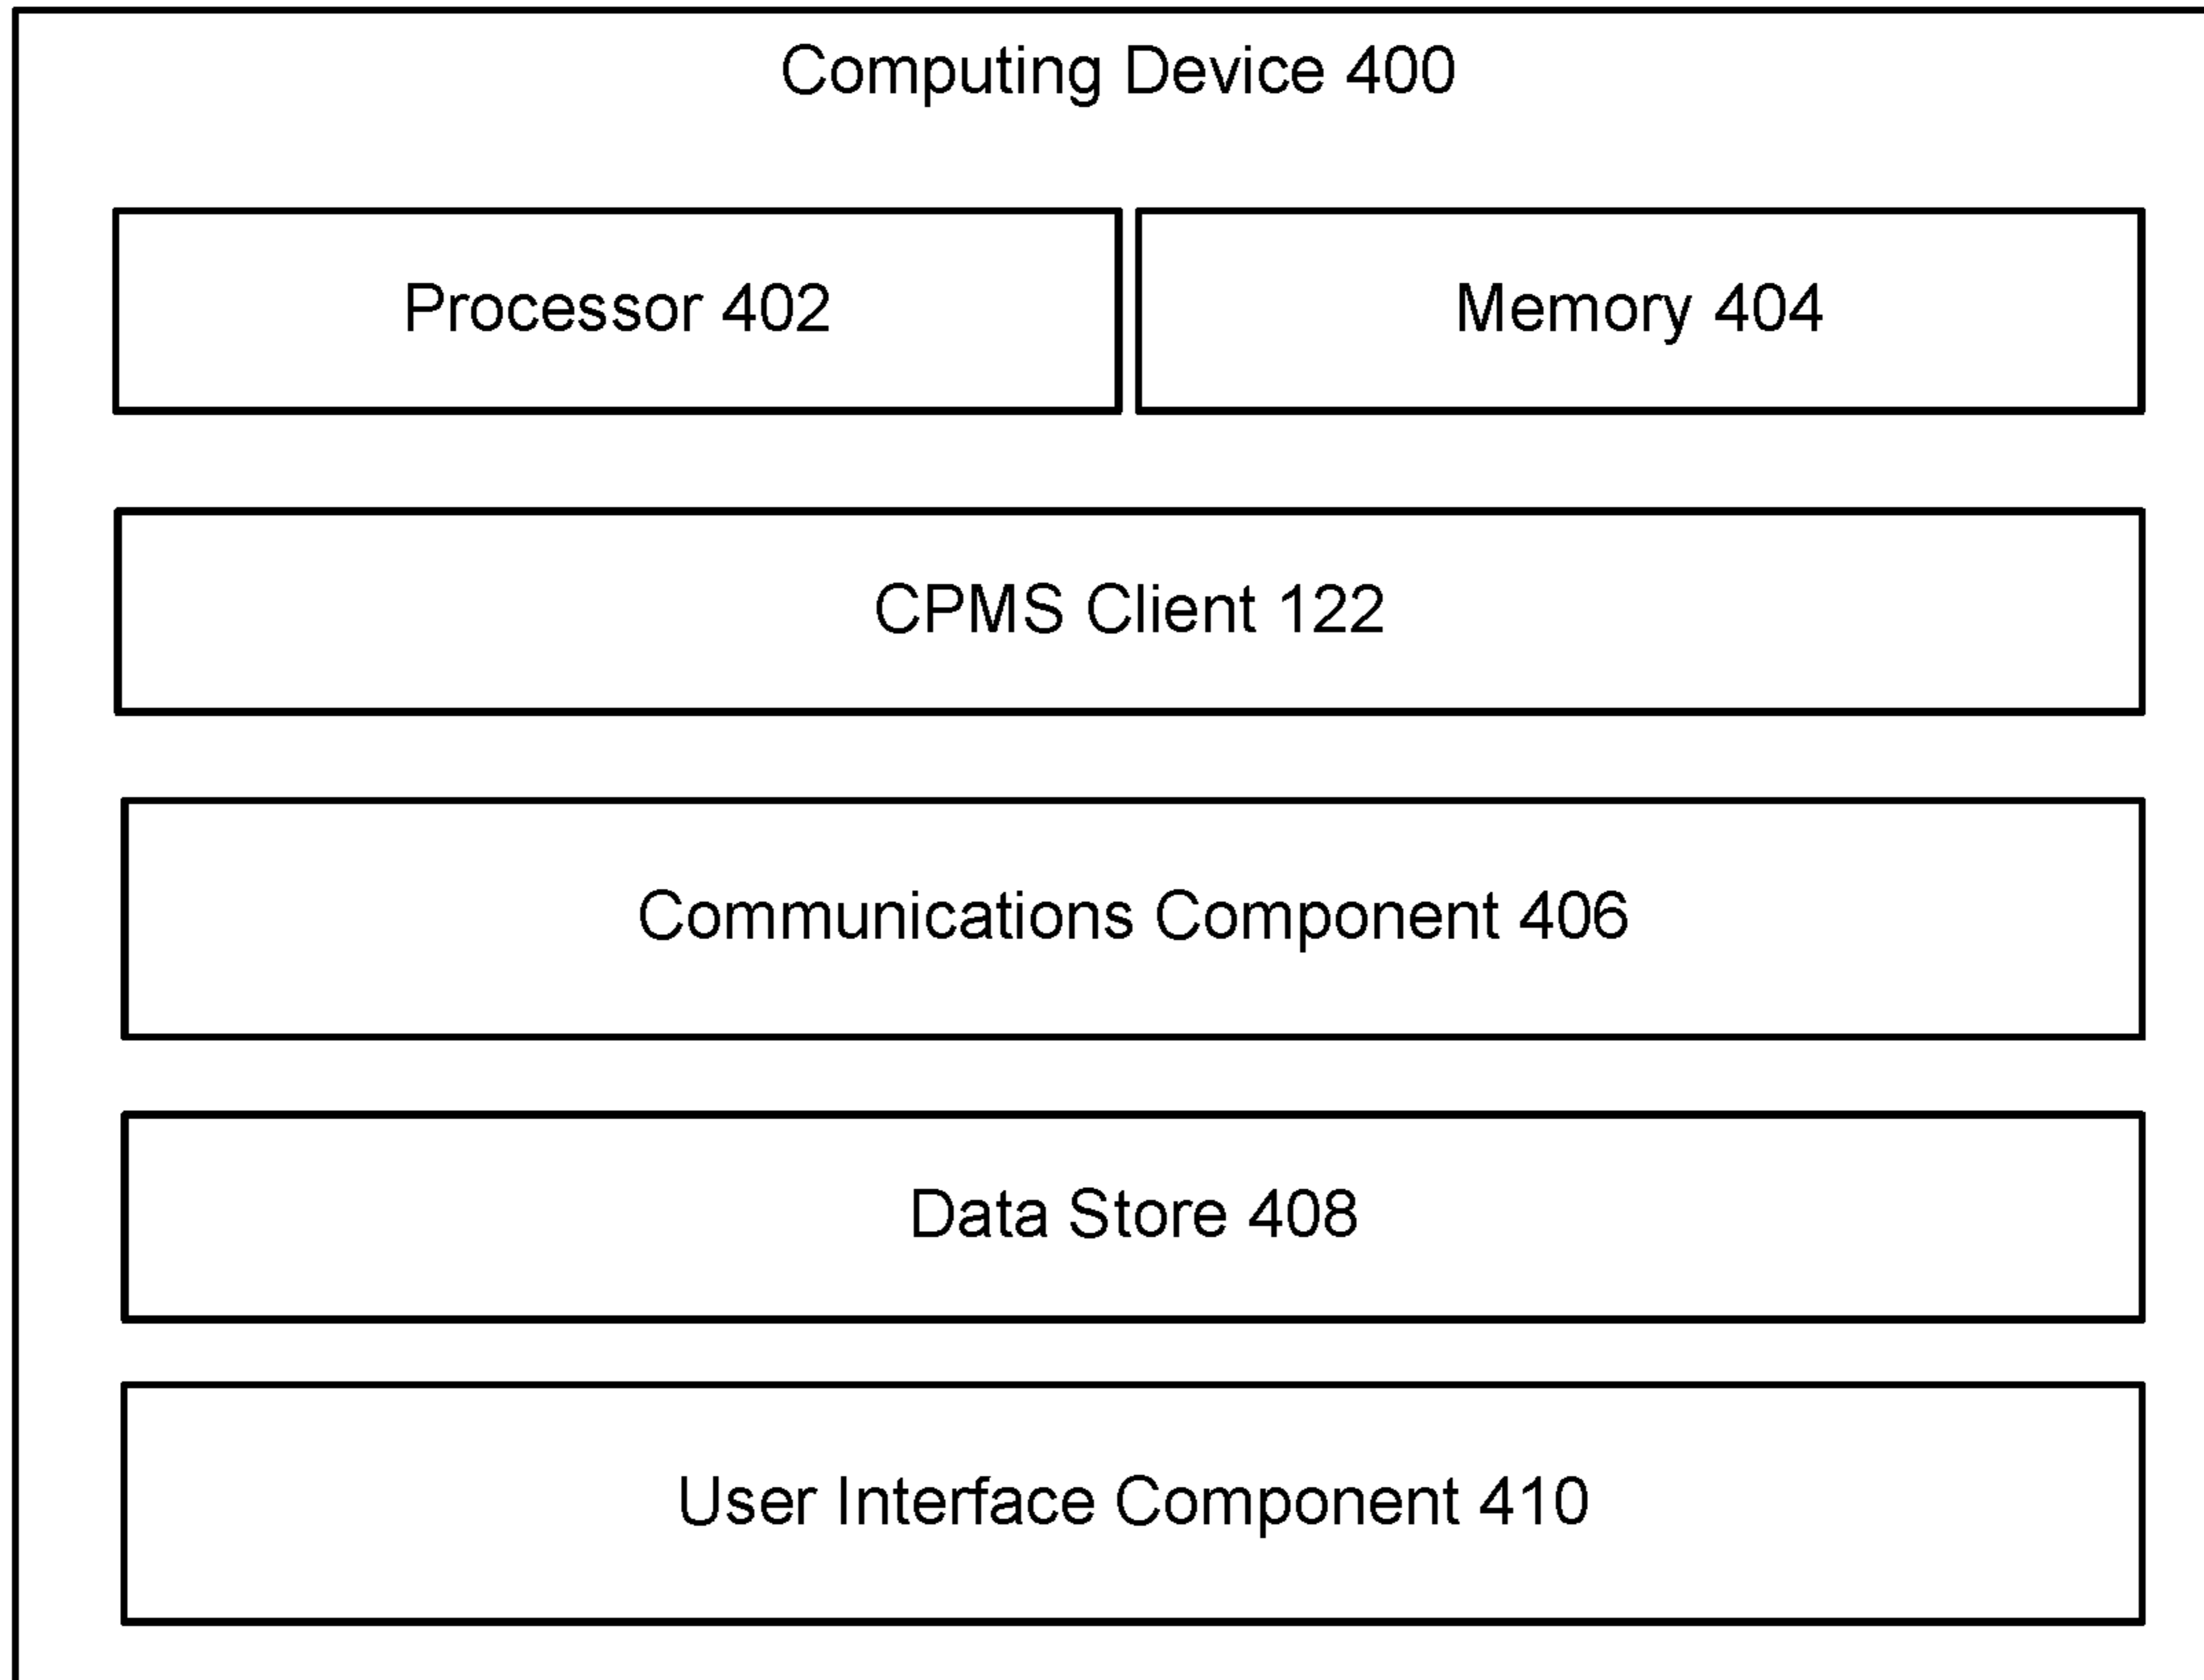 Computing Device 400
Processor 402
Memory 404
CPMS Client 122
Communications Component 406
Data Store 408
User Interface Component 410